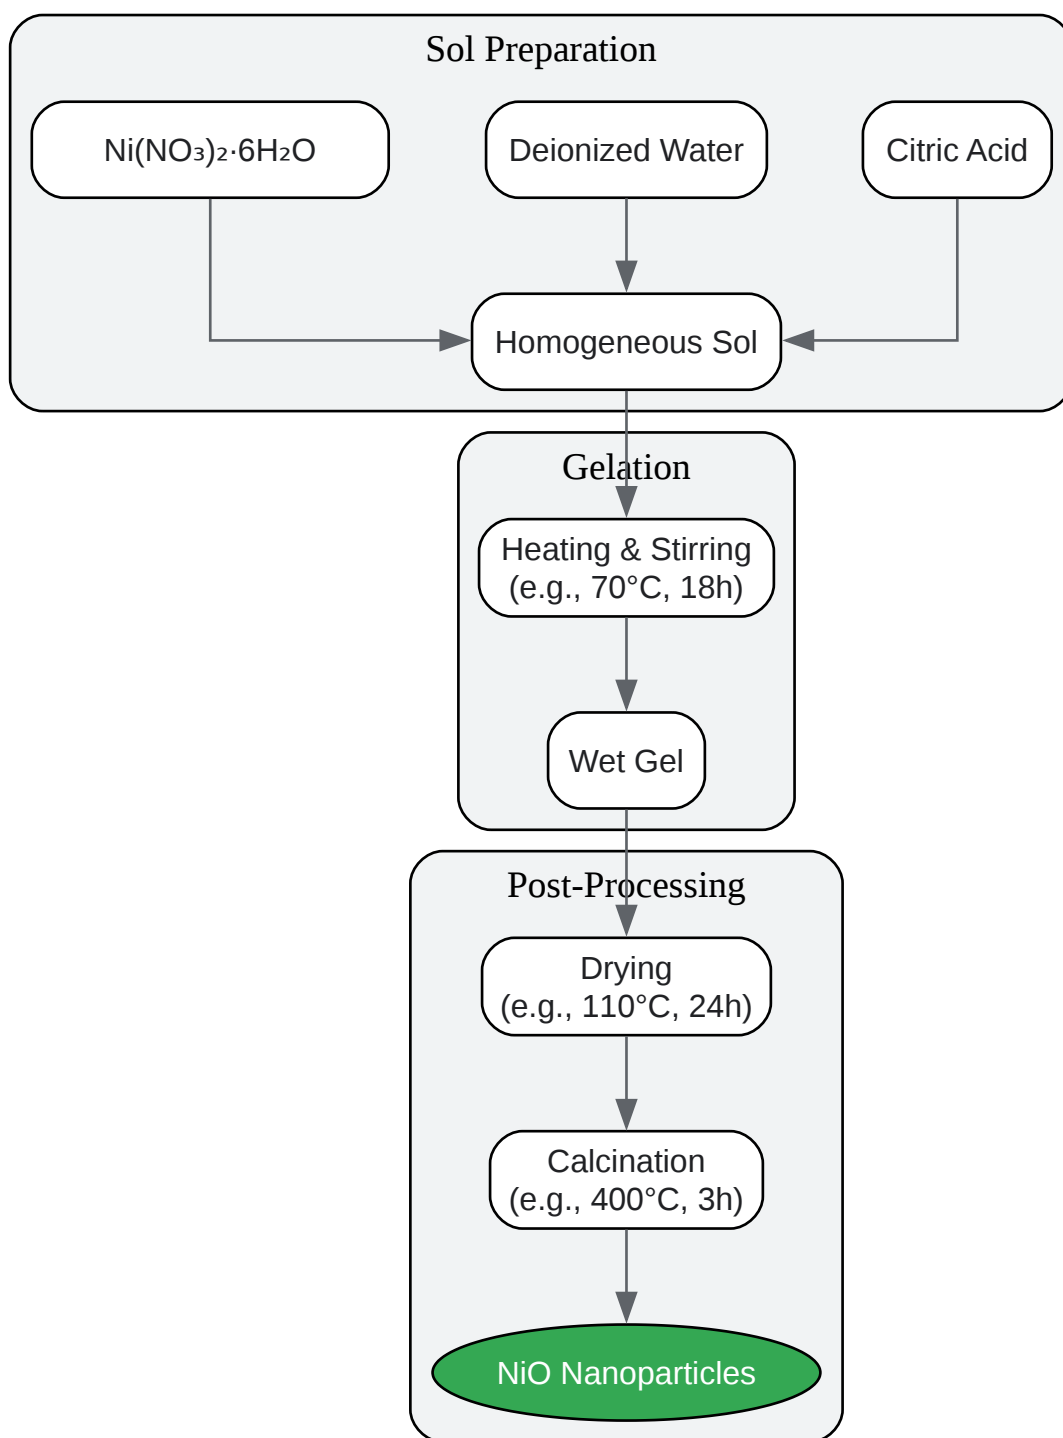 Sol Preparation
Ni(NO₃)₂·6H₂O
Deionized Water
Citric Acid
Homogeneous Sol
Gelation
Heating & Stirring
(e.g., 70°C, 18h)
Wet Gel
Post-Processing
Drying
(e.g., 110°C, 24h)
Calcination
(e.g., 400°C, 3h)
NiO Nanoparticles